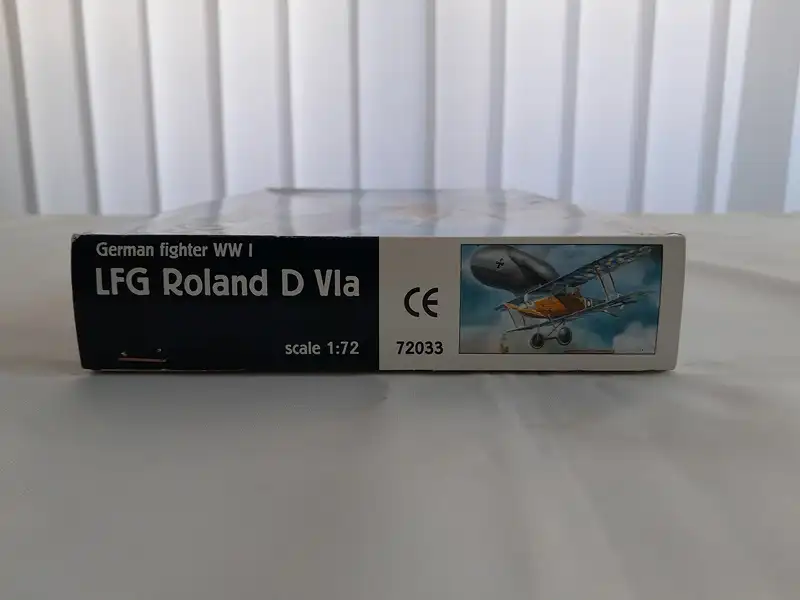 German fighter WW I
LFG Roland D VIa
scale 1:72
CE
72033